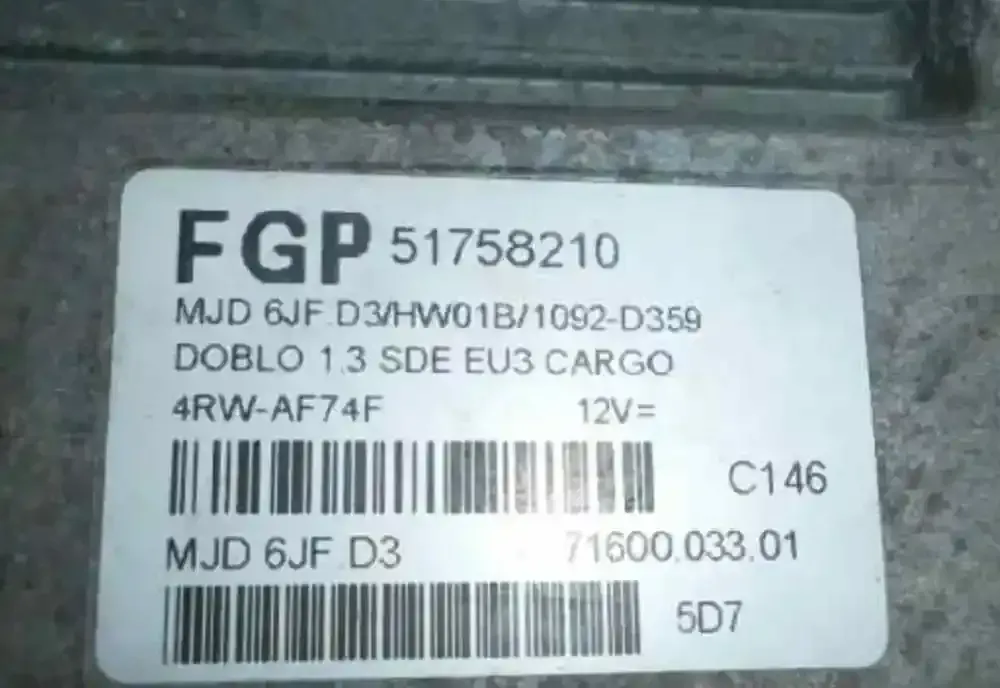 FGP 51758210
MJD 6JF.D3/HW01B/1092-D359
DOBLO 1.3 SDE EU3 CARGO
4RW-AF74F 12V=
C146
MJD 6JF.D3 71600.033.01
5D7